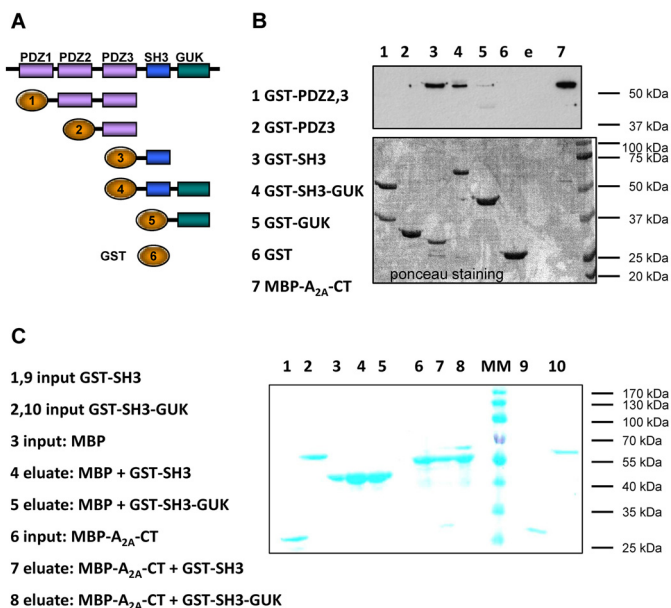 A
PDZ1 PDZ2 PDZ3 SH3 GUK
1
2
3
4
5
GST 6
B
1 2 3 4 5 6 e 7
1 GST-PDZ2,3
2 GST-PDZ3
3 GST-SH3
4 GST-SH3-GUK
5 GST-GUK
6 GST
7 MBP-A2A-CT
50 kDa
37 kDa
100 kDa
75 kDa
50 kDa
37 kDa
25 kDa
20 kDa
ponceau staining
C
1,9 input GST-SH3
2,10 input GST-SH3-GUK
3 input: MBP
4 eluate: MBP + GST-SH3
5 eluate: MBP + GST-SH3-GUK
6 input: MBP-A2A-CT
7 eluate: MBP-A2A-CT + GST-SH3
8 eluate: MBP-A2A-CT + GST-SH3-GUK
1 2 3 4 5 6 7 8 MM 9 10
170 kDa
130 kDa
100 kDa
70 kDa
55 kDa
40 kDa
35 kDa
25 kDa